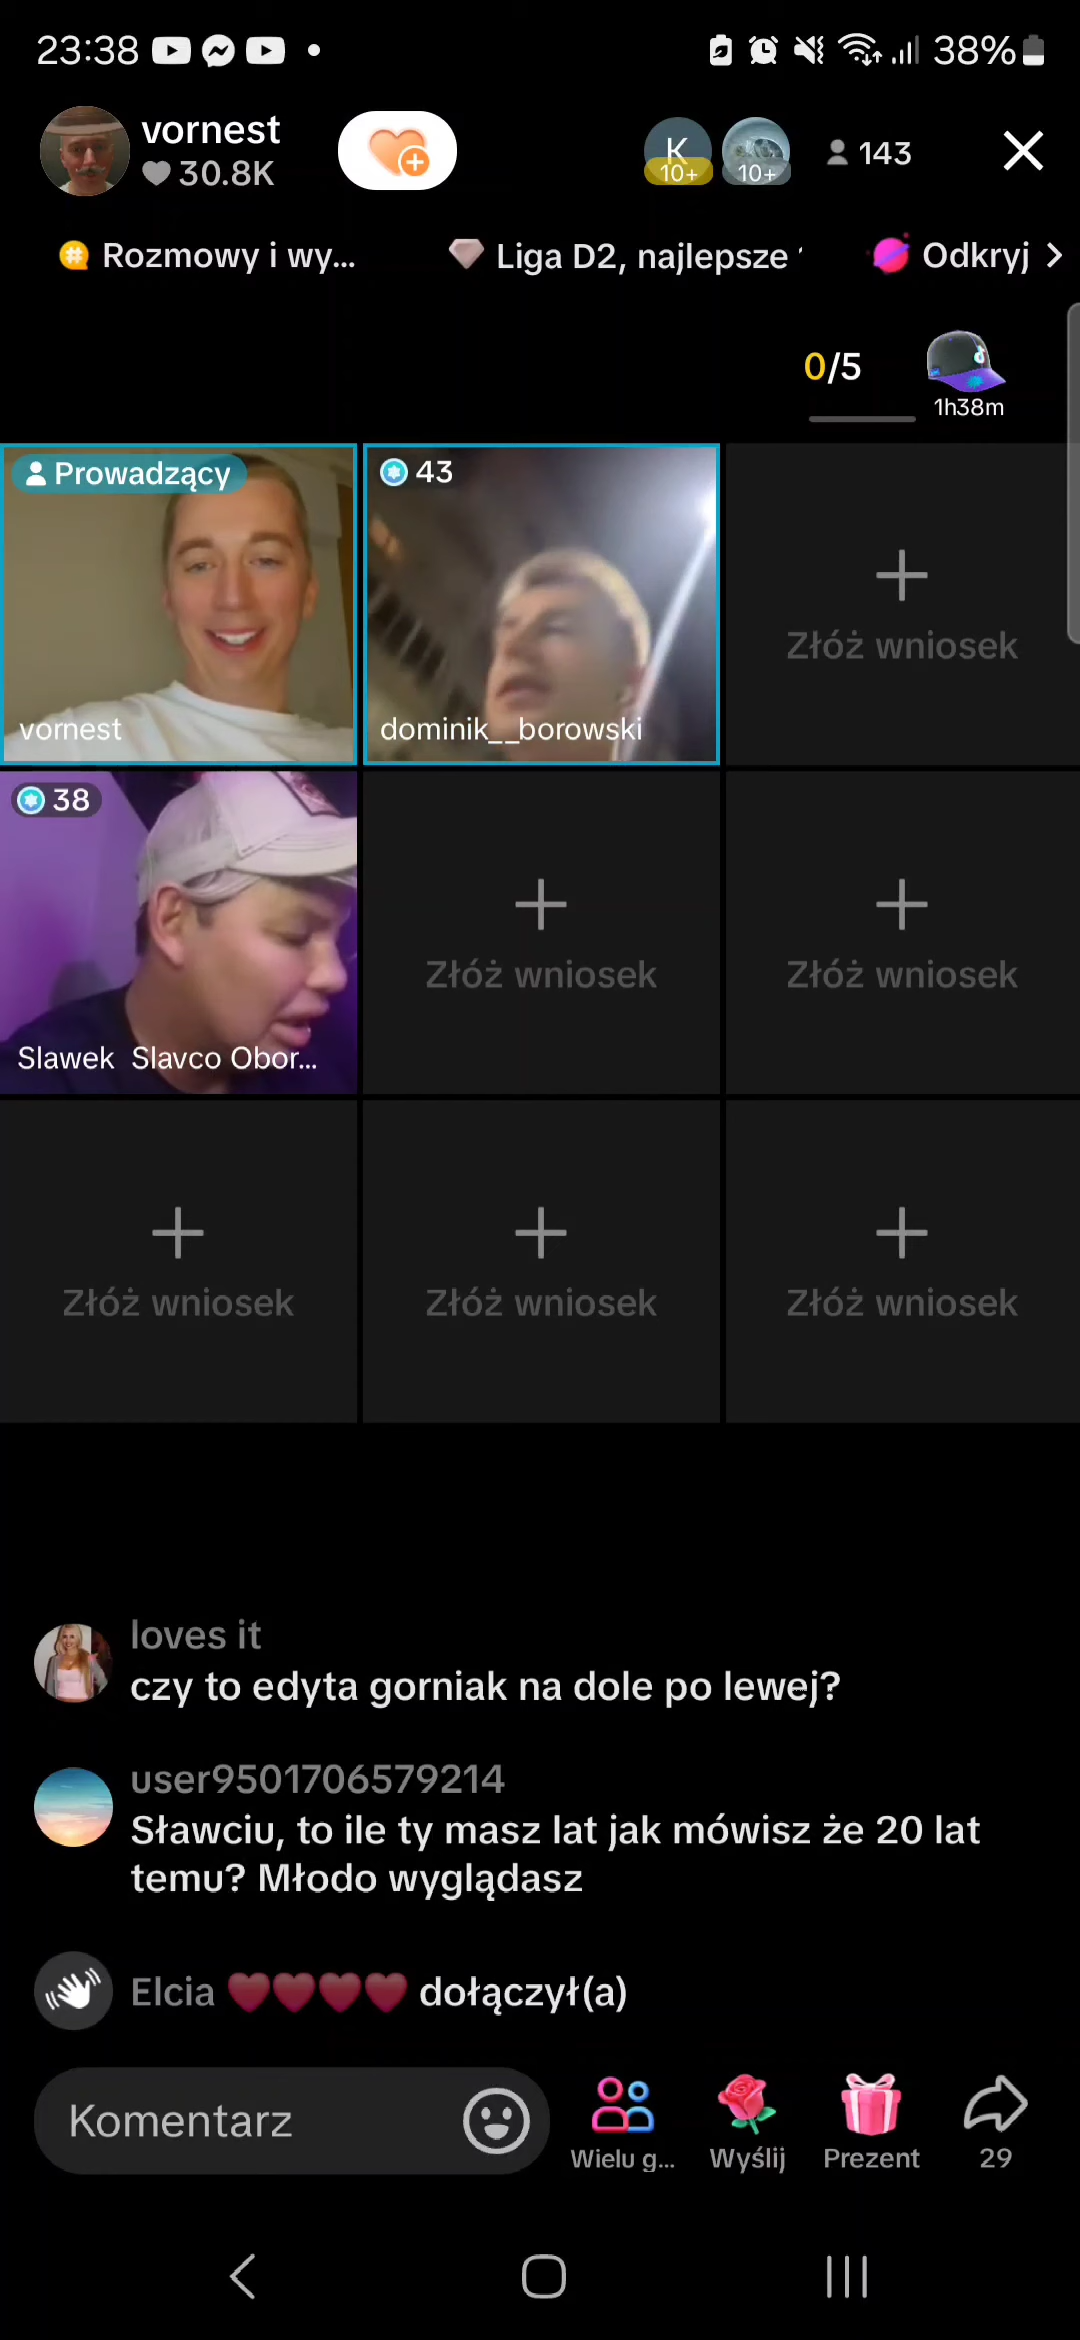 23:38
38%
vornest
30.8K
K
10+
10+
143
Rozmowy i wy...
Liga D2, najlepsze
Odkryj
0/5
1h38m
Prowadzący
43
Złóż wniosek
vornest
dominik__borowski
38
Złóż wniosek
Złóż wniosek
Slawek Slavco Obor...
Złóż wniosek
Złóż wniosek
Złóż wniosek
loves it
czy to edyta gorniak na dole po lewej?
user9501706579214
Sławciu, to ile ty masz lat jak mówisz że 20 lat
temu? Młodo wyglądasz
Elcia ❤❤❤❤ dołączył(a)
Komentarz
Wielu g...
Wyślij
Prezent
29